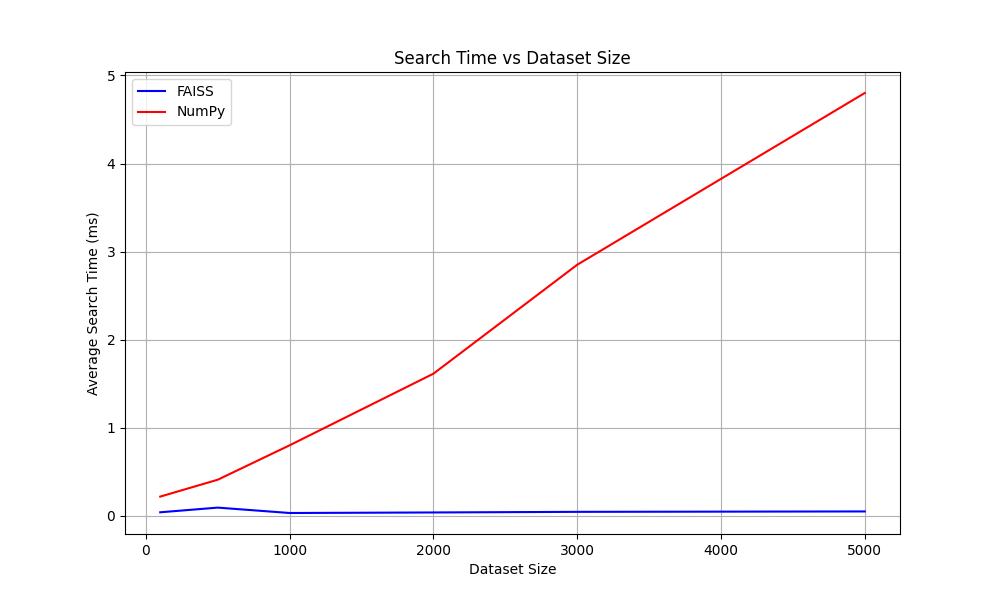 Search Time vs Dataset Size
FAISS
NumPy
5
4
3
2
1
0
Average Search Time (ms)
0 1000 2000 3000 4000 5000
Dataset Size